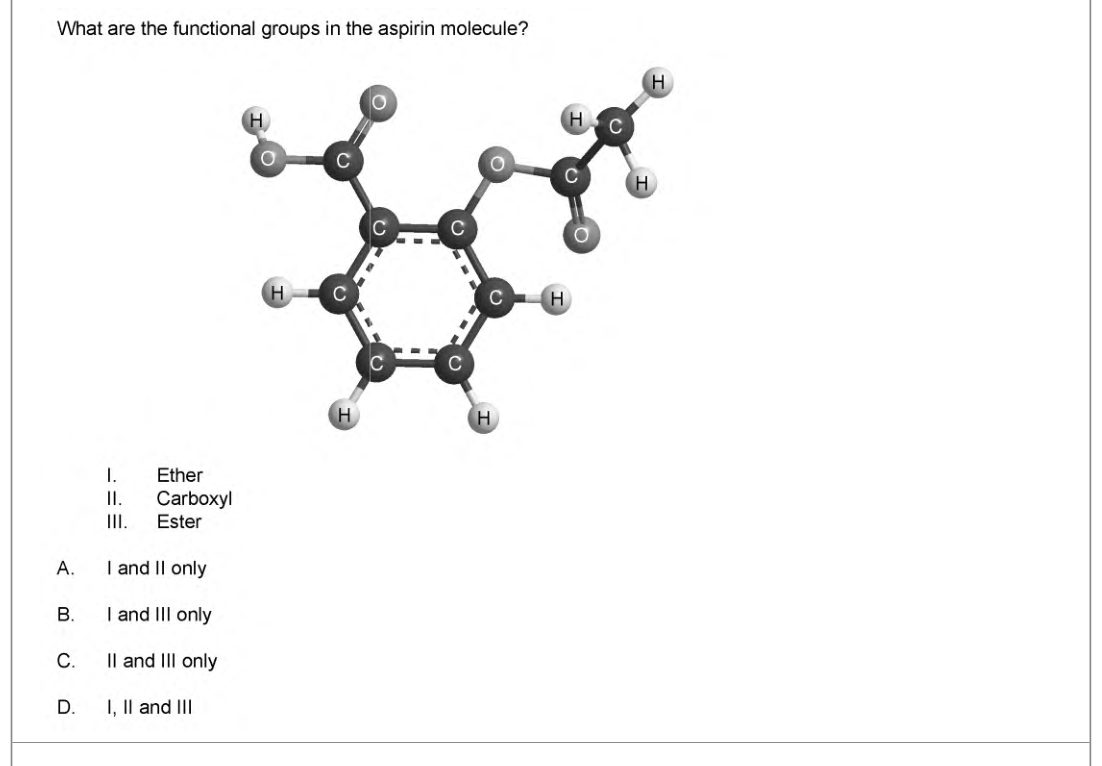 What are the functional groups in the aspirin molecule?
H
O
H
H
C
O
C
O
C
H
O
C
C
H
C
C
H
C
C
H
H
I. Ether
II. Carboxyl
III. Ester
A. I and II only
B. I and III only
C. II and III only
D. I, II and III